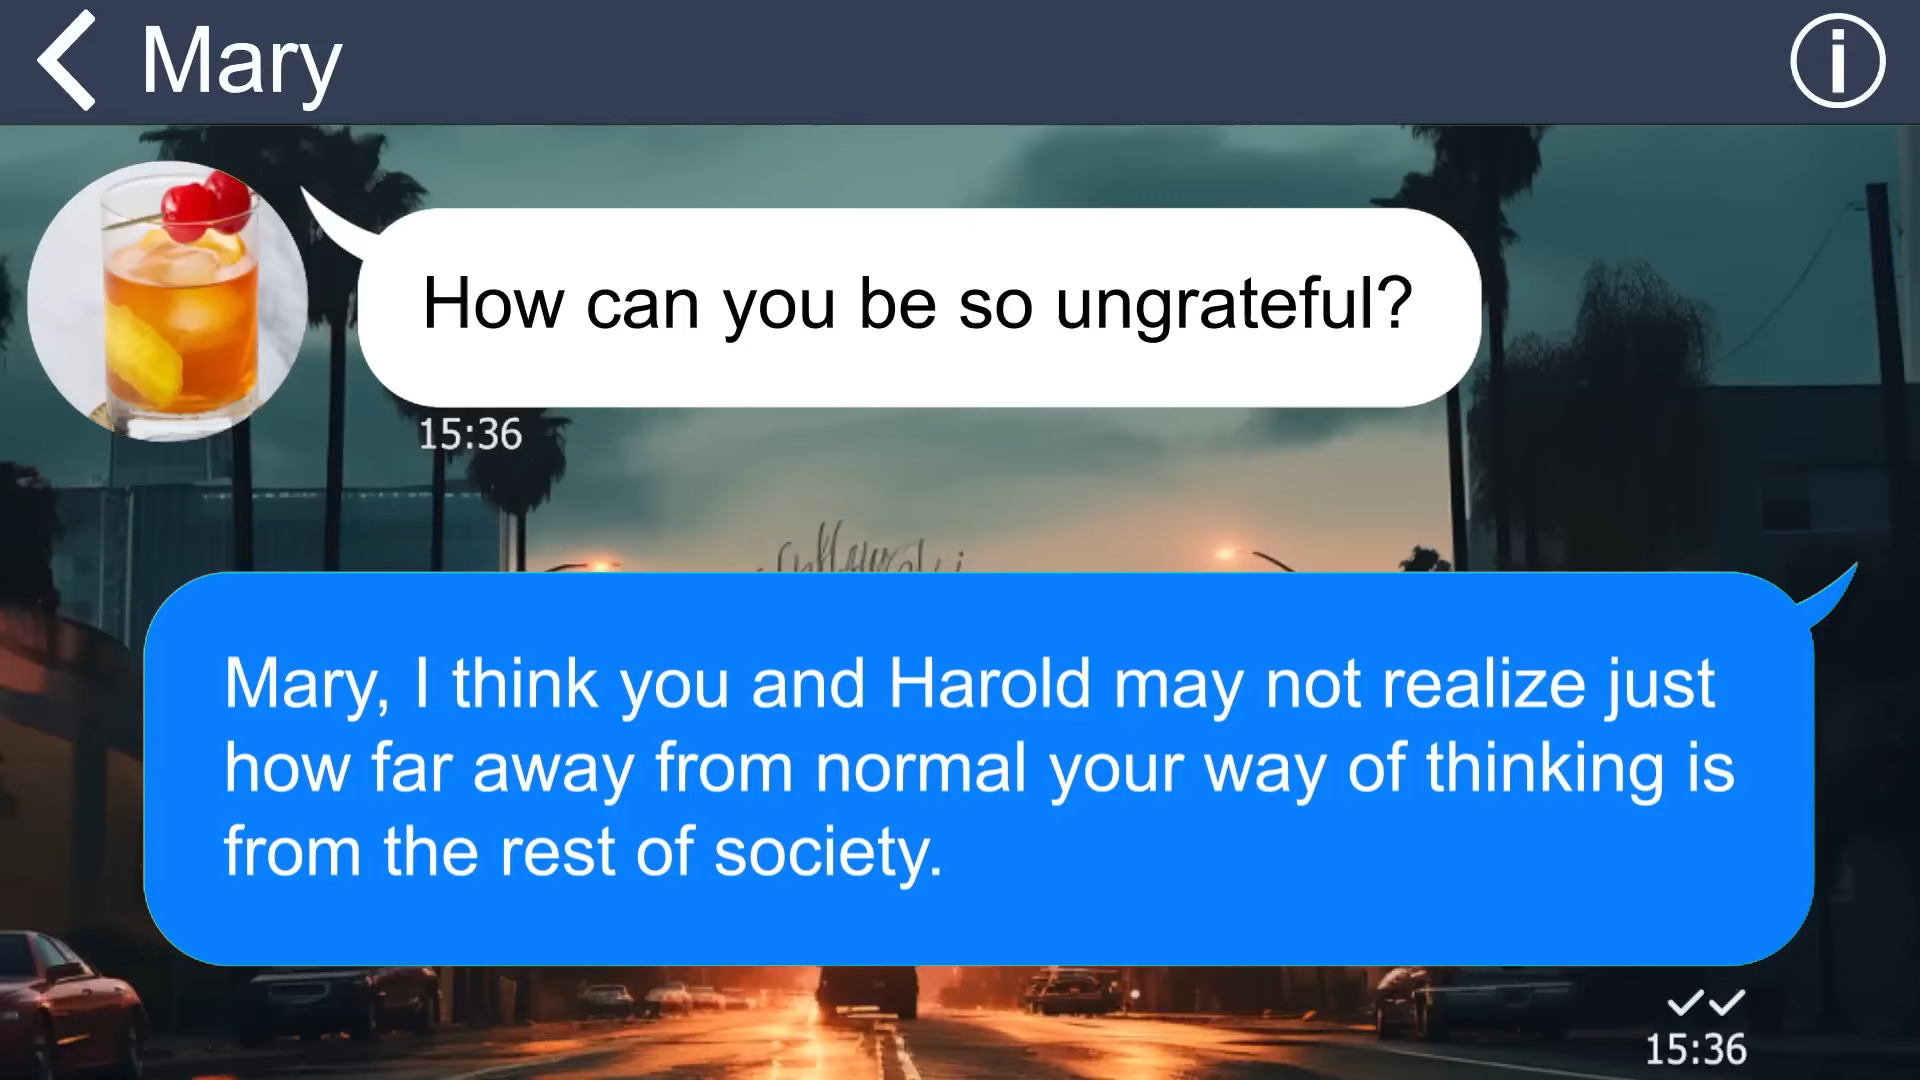 Mary
How can you be so ungrateful?
15:36
Mary, I think you and Harold may not realize just
how far away from normal your way of thinking is
from the rest of society.
15:36